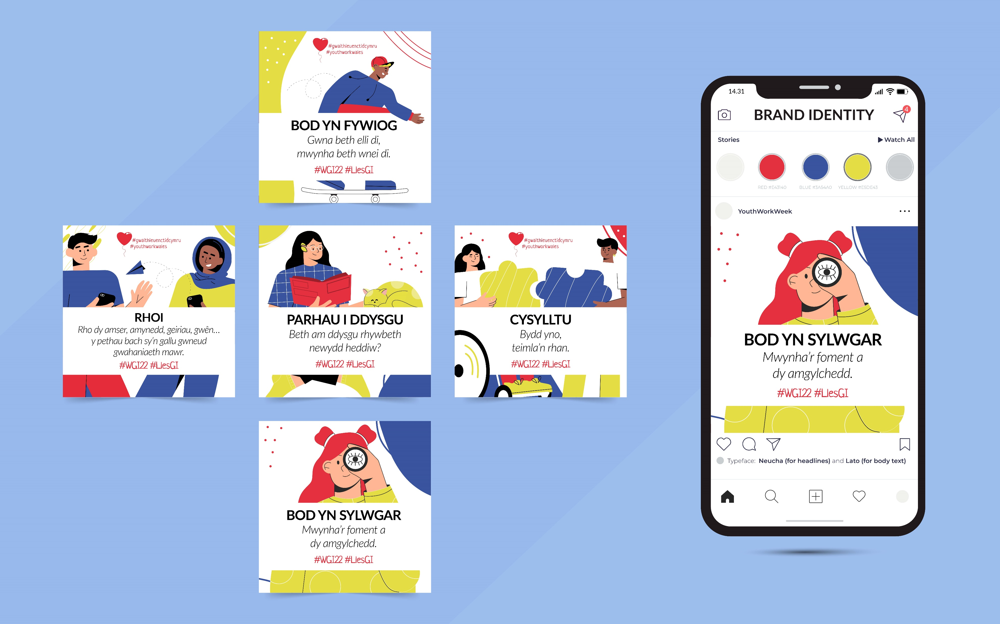 #gwaithieuenctidcymru
#youthworkwales
BOD YN FYWIOG
Gwna beth elli di,
mwynha beth wnei di.
#WGI22 #LlesGI
#gwaithieuenctidcymru
#youthworkwales
RHOI
Rho dy amser, amynedd, geiriau, gwên...
y pethau bach sy'n gallu gwneud
gwahaniaeth mawr.
#WGI22 #LlesGI
PARHAU I DDYSGU
Beth am ddysgu rhywbeth
newydd heddiw?
#WGI22 #LlesGI
#gwaithieuenctidcymru
#youthworkwales
CYSYLLTU
Bydd yno,
teimla'n rhan.
#WGI22 #LlesGI
BOD YN SYLWGAR
Mwynha'r foment a
dy amgylchedd.
#WGI22 #LlesGI
14.31
BRAND IDENTITY
4
Stories
Watch All
RED #E43140
BLUE #3A54A0
YELLOW #E5DE43
YouthWorkWeek
BOD YN SYLWGAR
Mwynha'r foment a
dy amgylchedd.
#WGI22 #LlesGI
Typeface: Neucha (for headlines) and Lato (for body text)